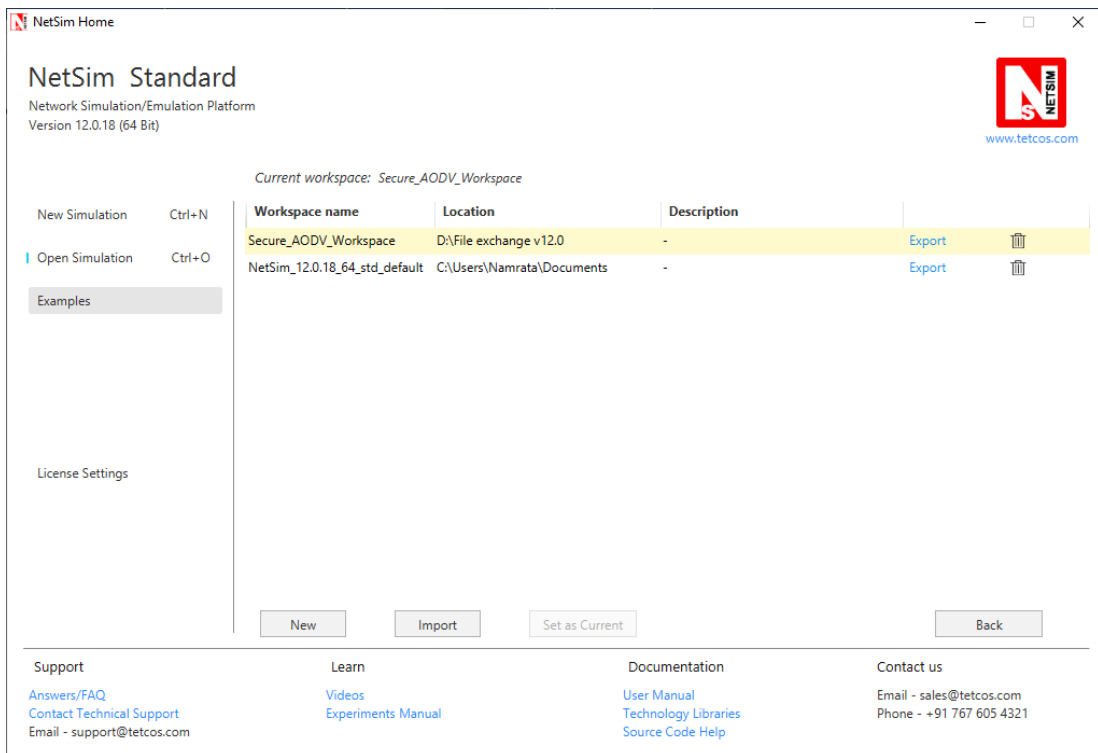 NetSim Home
NetSim Standard
Network Simulation/Emulation Platform
Version 12.0.18 (64 Bit)
NS NETSIM
www.tetcos.com
Current workspace: Secure_AODV_Workspace
New Simulation Ctrl+N
Open Simulation Ctrl+O
Examples
License Settings
Workspace name Location Description
Secure_AODV_Workspace D:\File exchange v12.0 - Export
NetSim_12.0.18_64_std_default C:\Users\Namrata\Documents - Export
New Import Set as Current Back
Support Learn Documentation Contact us
Answers/FAQ Videos User Manual Email - sales@tetcos.com
Contact Technical Support Experiments Manual Technology Libraries Phone - +91 767 605 4321
Email - support@tetcos.com Source Code Help